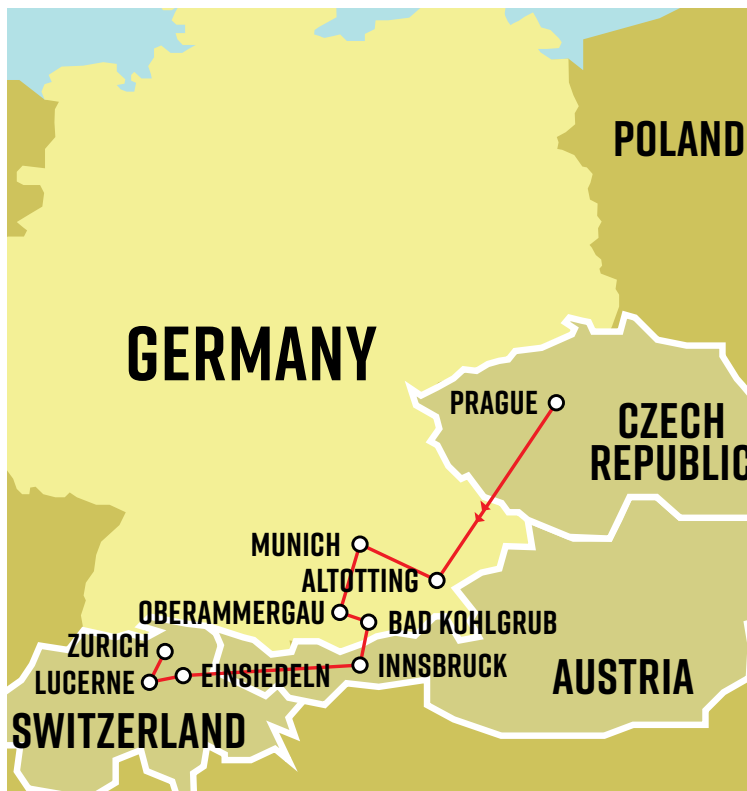 POLAND
GERMANY
PRAGUE
CZECH
REPUBLIC
MUNICH
ALTOTTING
OBERAMMERGAU
BAD KOHLGRUB
ZURICH
INNSBRUCK
EINSIEDELN
LUCERNE
AUSTRIA
SWITZERLAND